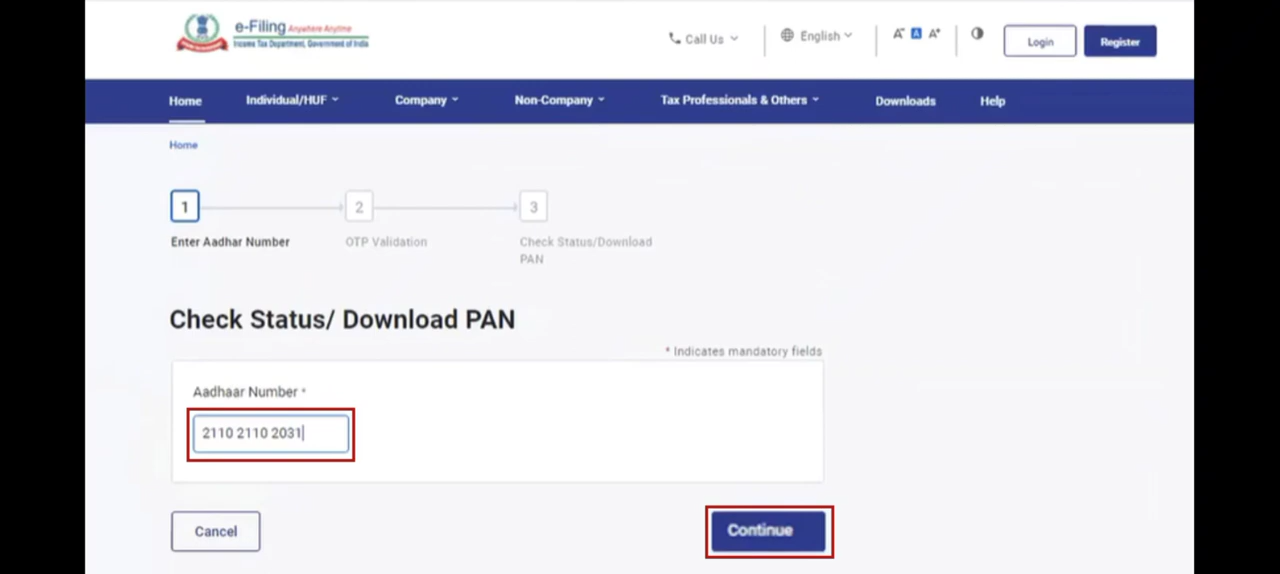 e-Filing Anywhere Anytime
Income Tax Department, Government of India
Call Us
English
A- A A+
Login
Register
Home
Individual/HUF
Company
Non-Company
Tax Professionals & Others
Downloads
Help
Home
1
2
3
Enter Aadhar Number
OTP Validation
Check Status/Download
PAN
Check Status/ Download PAN
* Indicates mandatory fields
Aadhaar Number *
2110 2110 2031
Cancel
Continue